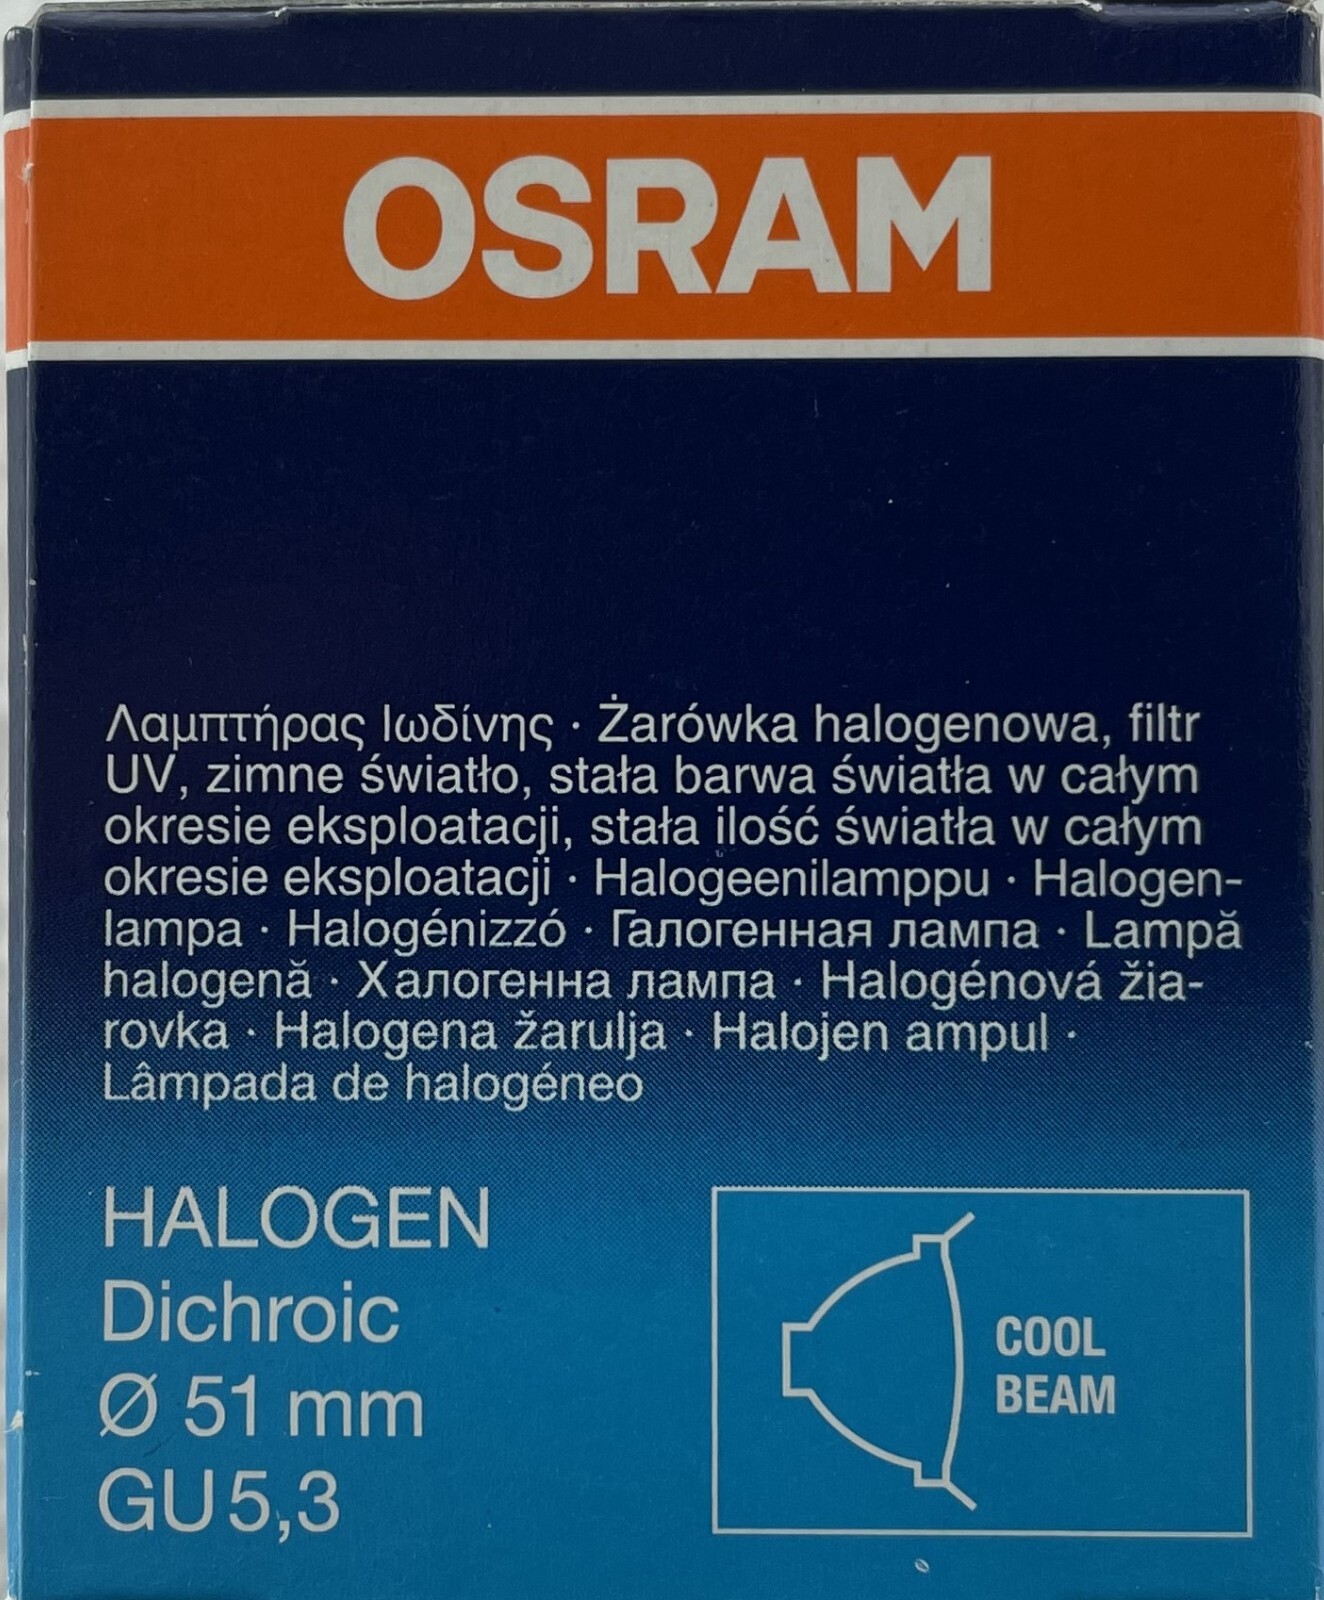 OSRAM
Λαμπτήρας Ιωδίνης · Żarówka halogenowa, filtr
UV, zimne światło, stała barwa światła w całym
okresie eksploatacji, stała ilość światła w całym
okresie eksploatacji · Halogeenilamppu · Halogen-
lampa · Halogénizzó · Галогенная лампа · Lampă
halogenă · Халогенна лампа · Halogénová žia-
rovka · Halogena žarulja · Halojen ampul ·
Lâmpada de halogéneo
HALOGEN
Dichroic
Ø 51 mm
GU5,3
COOL
BEAM